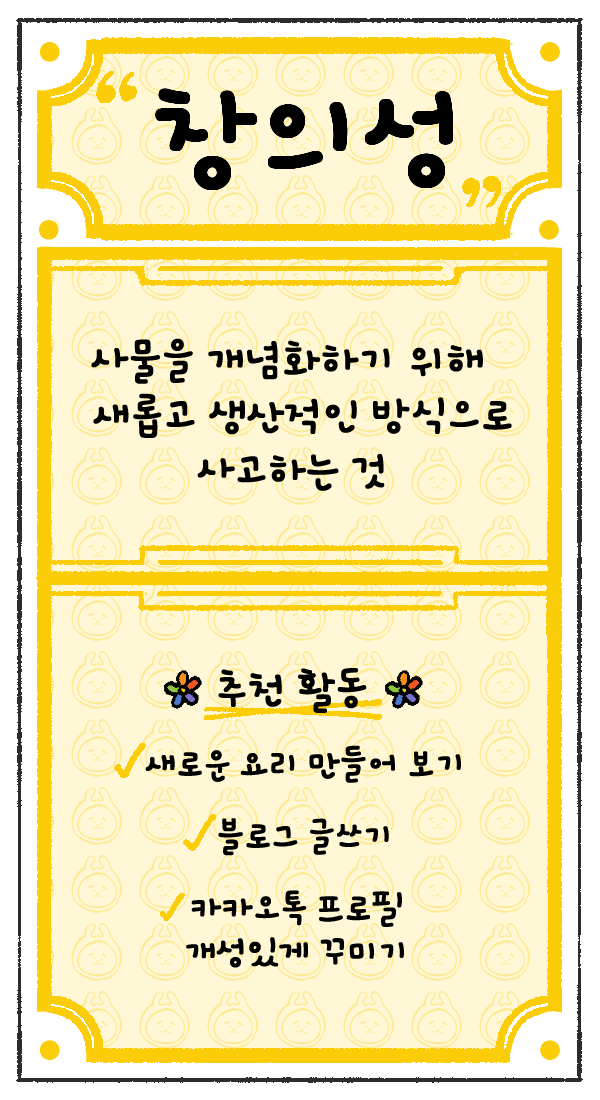 “창의성”
사물을 개념화하기 위해
새롭고 생산적인 방식으로
사고하는 것
추천 활동
새로운 요리 만들어 보기
블로그 글쓰기
카카오톡 프로필
개성있게 꾸미기